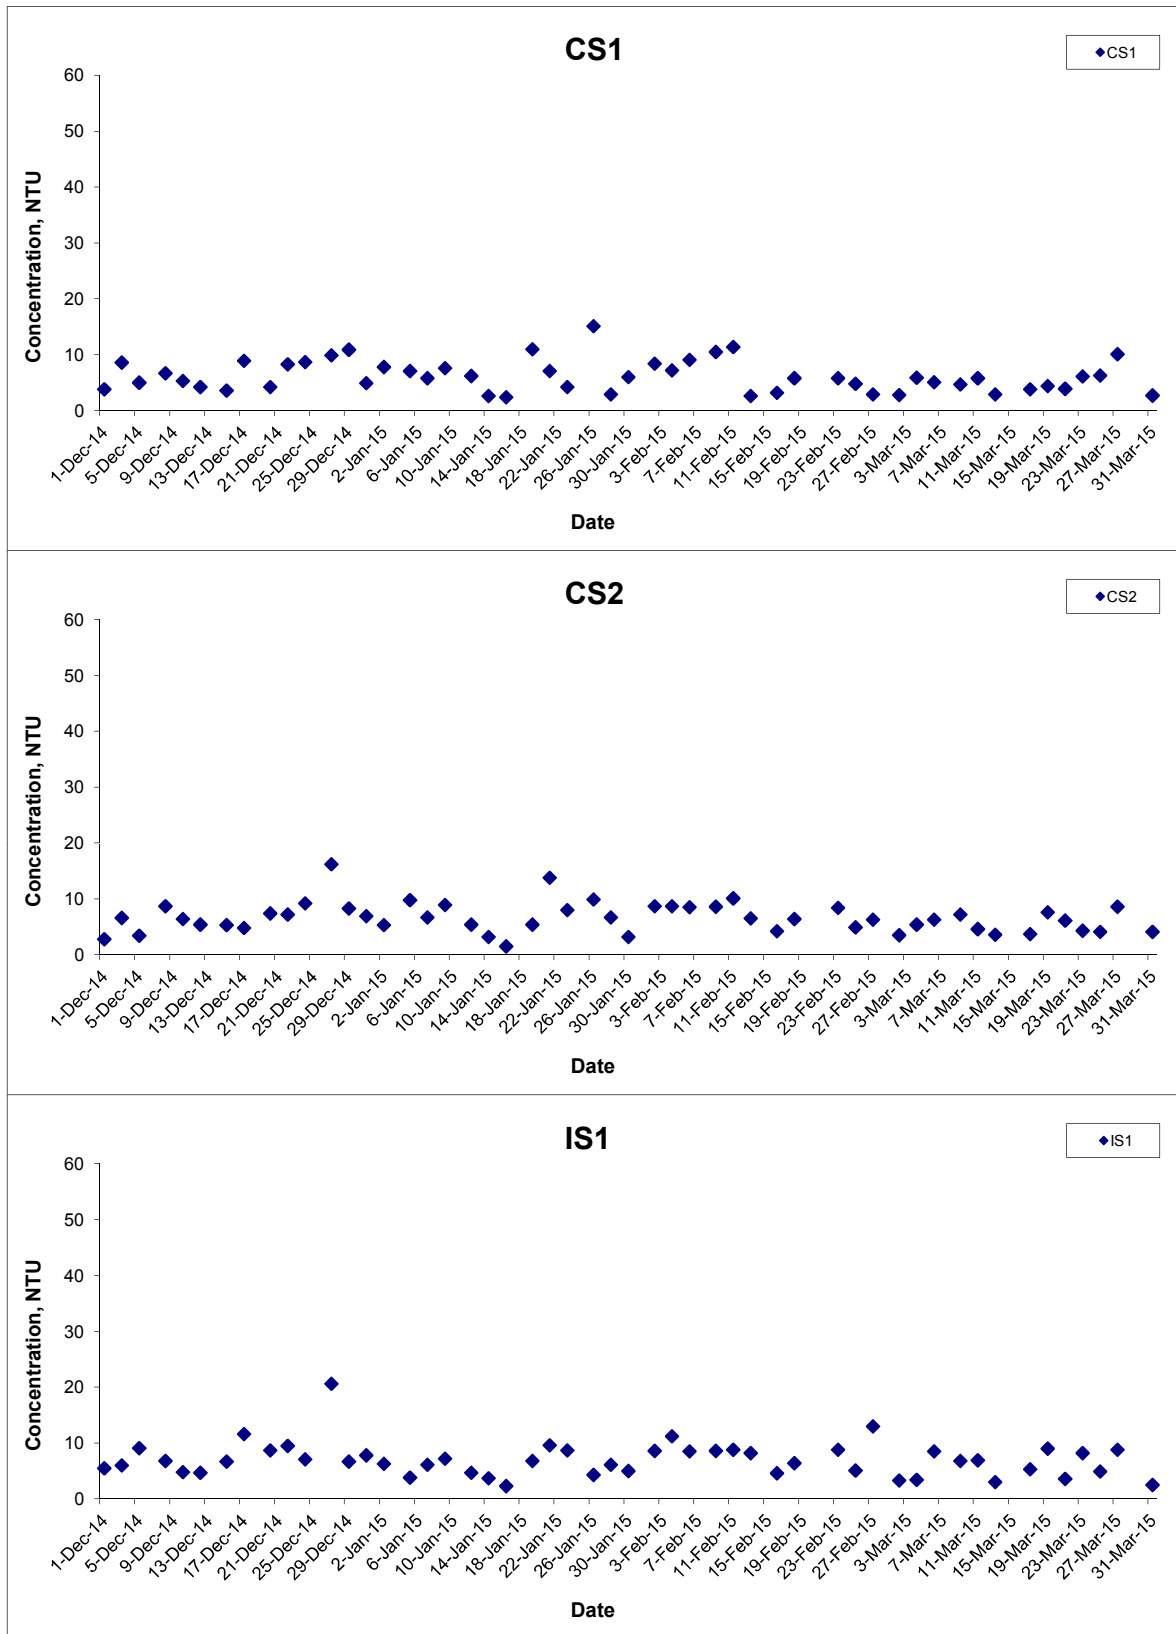 CS1
CS1
60
50
40
30
20
10
0
Concentration, NTU
1-Dec-14
5-Dec-14
9-Dec-14
13-Dec-14
17-Dec-14
21-Dec-14
25-Dec-14
29-Dec-14
2-Jan-15
6-Jan-15
10-Jan-15
14-Jan-15
18-Jan-15
22-Jan-15
26-Jan-15
30-Jan-15
3-Feb-15
7-Feb-15
11-Feb-15
15-Feb-15
19-Feb-15
23-Feb-15
27-Feb-15
3-Mar-15
7-Mar-15
11-Mar-15
15-Mar-15
19-Mar-15
23-Mar-15
27-Mar-15
31-Mar-15
Date
CS2
CS2
60
50
40
30
20
10
0
Concentration, NTU
1-Dec-14
5-Dec-14
9-Dec-14
13-Dec-14
17-Dec-14
21-Dec-14
25-Dec-14
29-Dec-14
2-Jan-15
6-Jan-15
10-Jan-15
14-Jan-15
18-Jan-15
22-Jan-15
26-Jan-15
30-Jan-15
3-Feb-15
7-Feb-15
11-Feb-15
15-Feb-15
19-Feb-15
23-Feb-15
27-Feb-15
3-Mar-15
7-Mar-15
11-Mar-15
15-Mar-15
19-Mar-15
23-Mar-15
27-Mar-15
31-Mar-15
Date
IS1
IS1
60
50
40
30
20
10
0
Concentration, NTU
1-Dec-14
5-Dec-14
9-Dec-14
13-Dec-14
17-Dec-14
21-Dec-14
25-Dec-14
29-Dec-14
2-Jan-15
6-Jan-15
10-Jan-15
14-Jan-15
18-Jan-15
22-Jan-15
26-Jan-15
30-Jan-15
3-Feb-15
7-Feb-15
11-Feb-15
15-Feb-15
19-Feb-15
23-Feb-15
27-Feb-15
3-Mar-15
7-Mar-15
11-Mar-15
15-Mar-15
19-Mar-15
23-Mar-15
27-Mar-15
31-Mar-15
Date